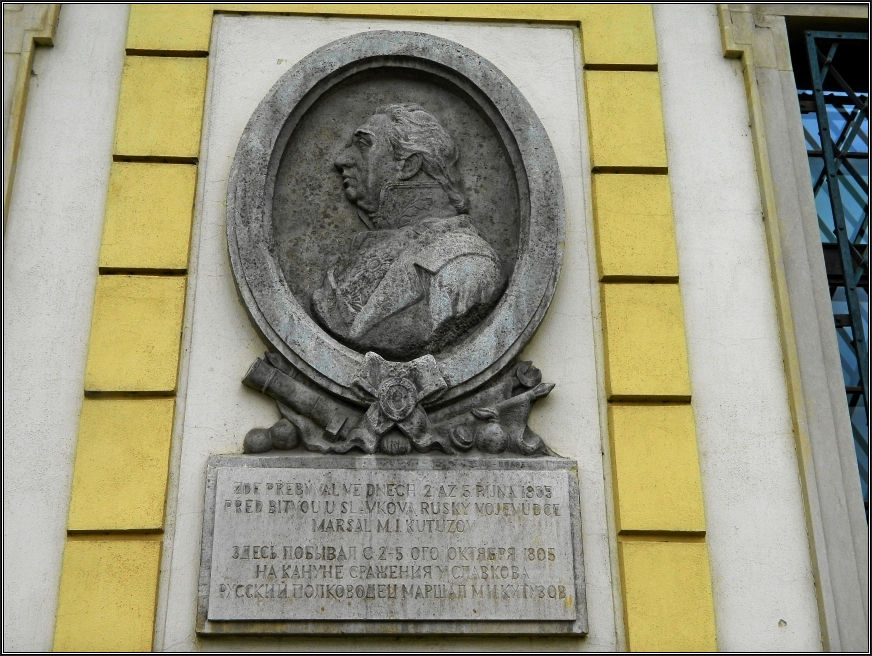 ZDE PŘEBÝVAL VE DNECH 2. AŽ 5. ŘÍJNA
PŘED BITVOU U SLAVKOVA RUSKÝ VOJEVŮDCE
MARŠÁL M.I. KUTUZOV
ЗДЕСЬ ПОБЫВАЛ С 2-5 ОГО ОКТЯБРЯ 1805
НА КАНУНЕ СРАЖЕНИЯ У СЛАВКОВА
РУССКИЙ ПОЛКОВОДЕЦ МАРШАЛ М.И.КУТУЗОВ